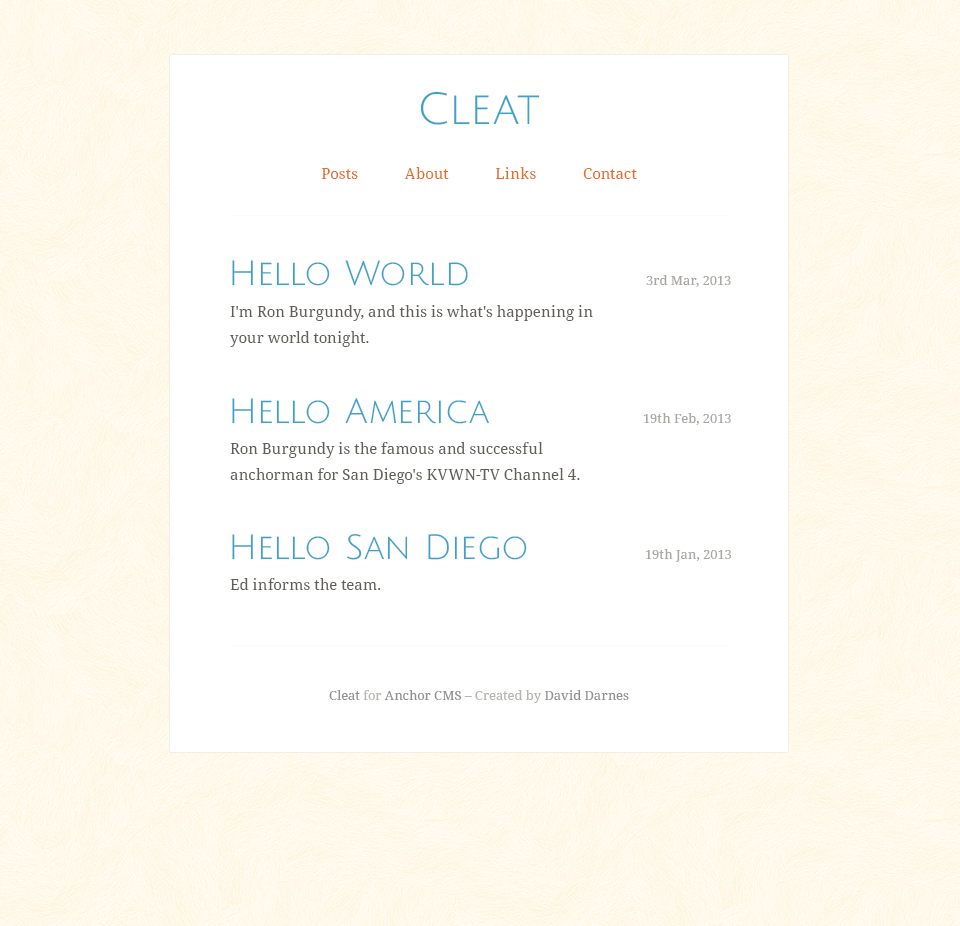 Cleat
Posts About Links Contact
Hello World
3rd Mar, 2013
I'm Ron Burgundy, and this is what's happening in
your world tonight.
Hello America
19th Feb, 2013
Ron Burgundy is the famous and successful
anchorman for San Diego's KVWN-TV Channel 4.
Hello San Diego
19th Jan, 2013
Ed informs the team.
Cleat for Anchor CMS – Created by David Darnes